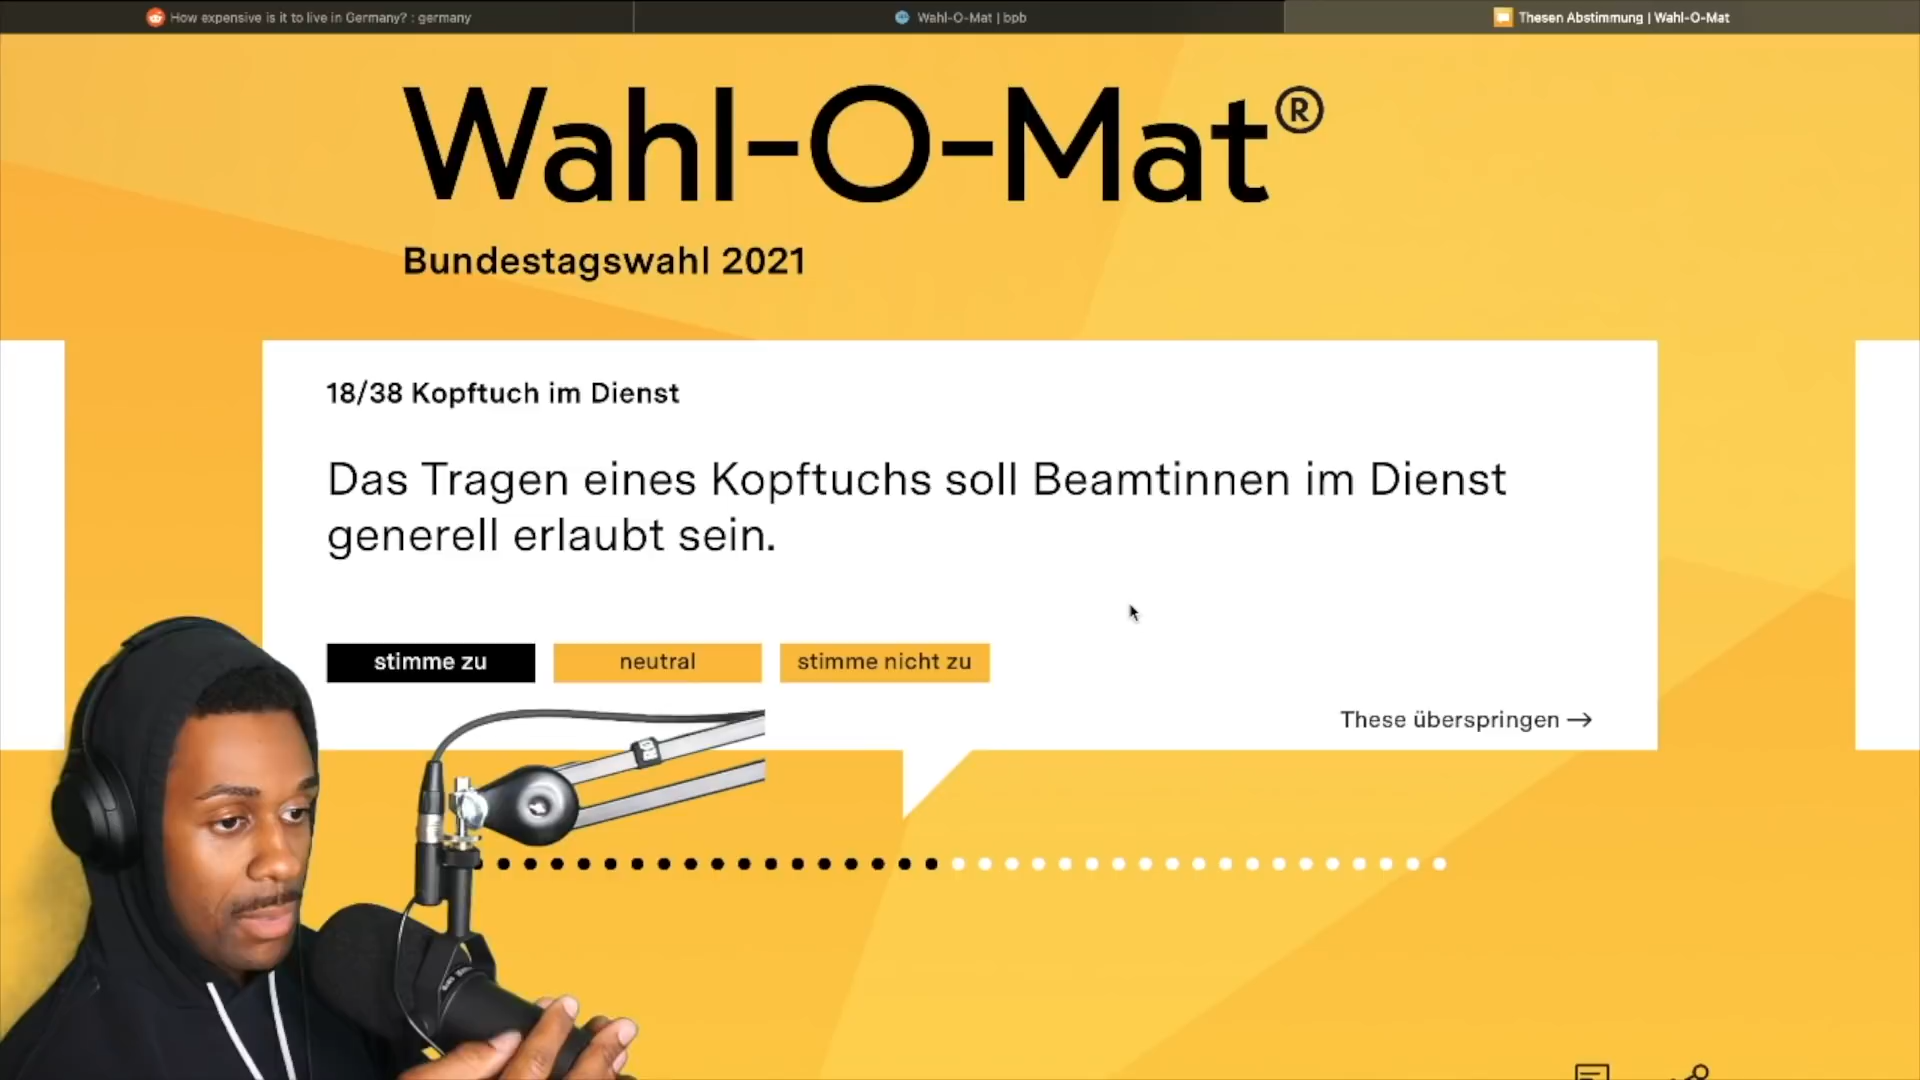 How expensive is it to live in Germany? : germany
Wahl-O-Mat | bpb
Thesen Abstimmung | Wahl-O-Mat
Wahl-O-Mat®
Bundestagswahl 2021
18/38 Kopftuch im Dienst
Das Tragen eines Kopftuchs soll Beamtinnen im Dienst
generell erlaubt sein.
stimme zu
neutral
stimme nicht zu
These überspringen →